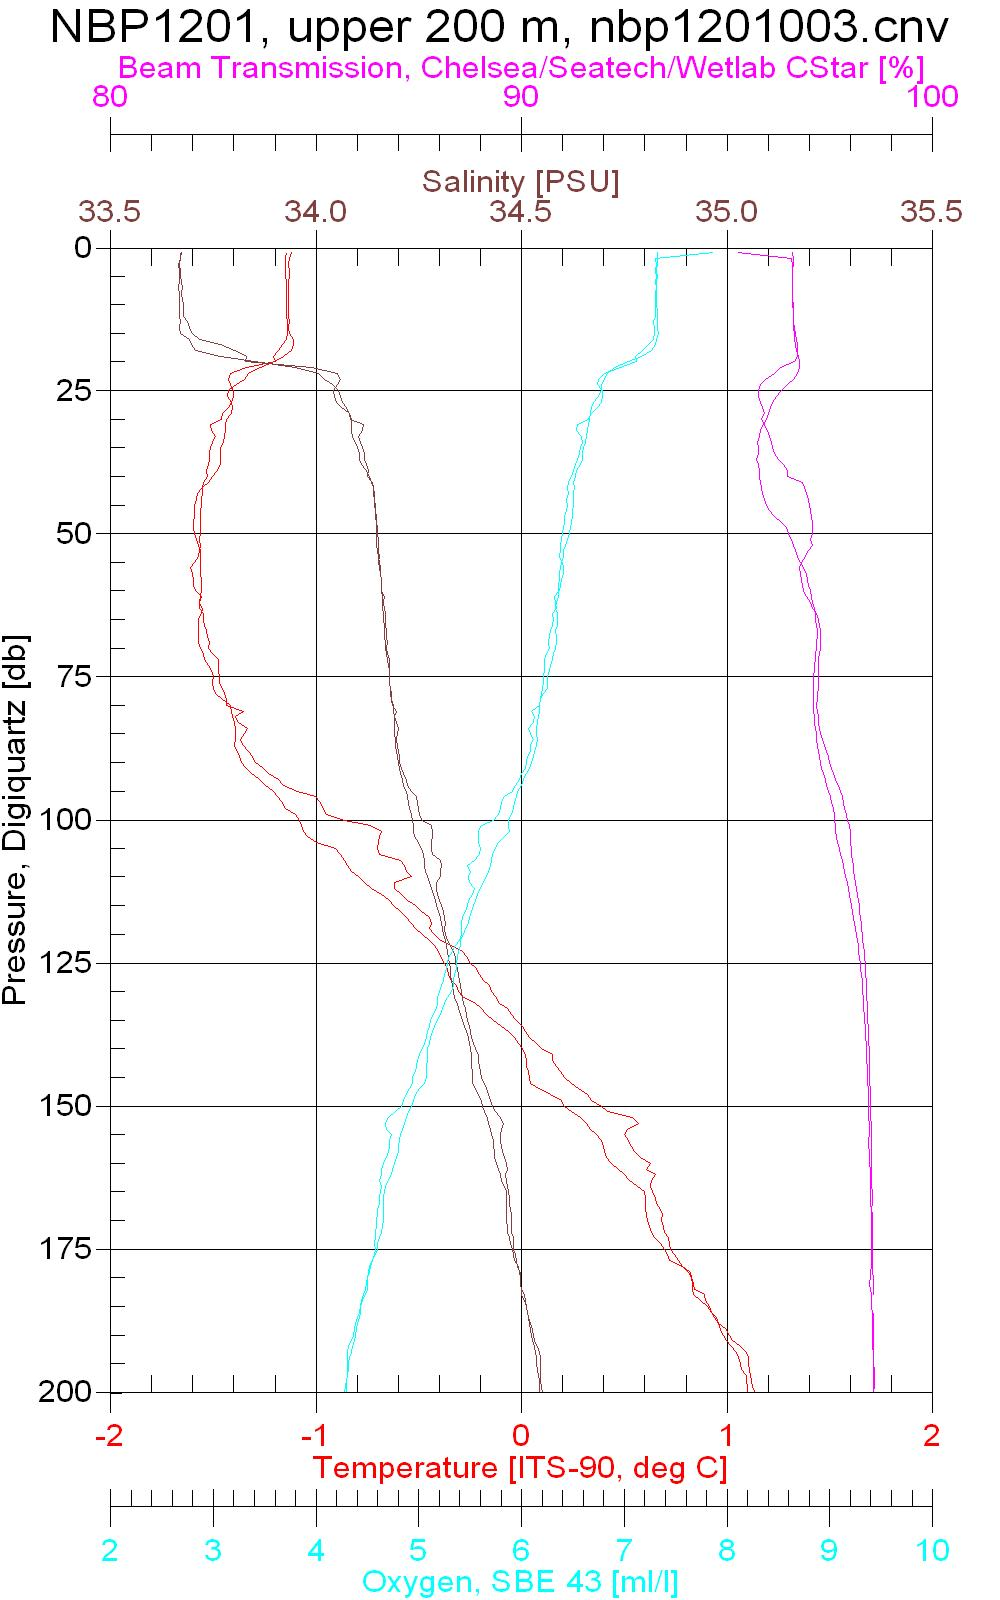 NBP1201, upper 200 m, nbp1201003.cnv
Beam Transmission, Chelsea/Seatech/Wetlab CStar [%]
80 90 100
Salinity [PSU]
33.5 34.0 34.5 35.0 35.5
0
25
50
75
100
125
150
175
200
Pressure, Digiquartz [db]
-2 -1 0 1 2
Temperature [ITS-90, deg C]
2 3 4 5 6 7 8 9 10
Oxygen, SBE 43 [ml/l]